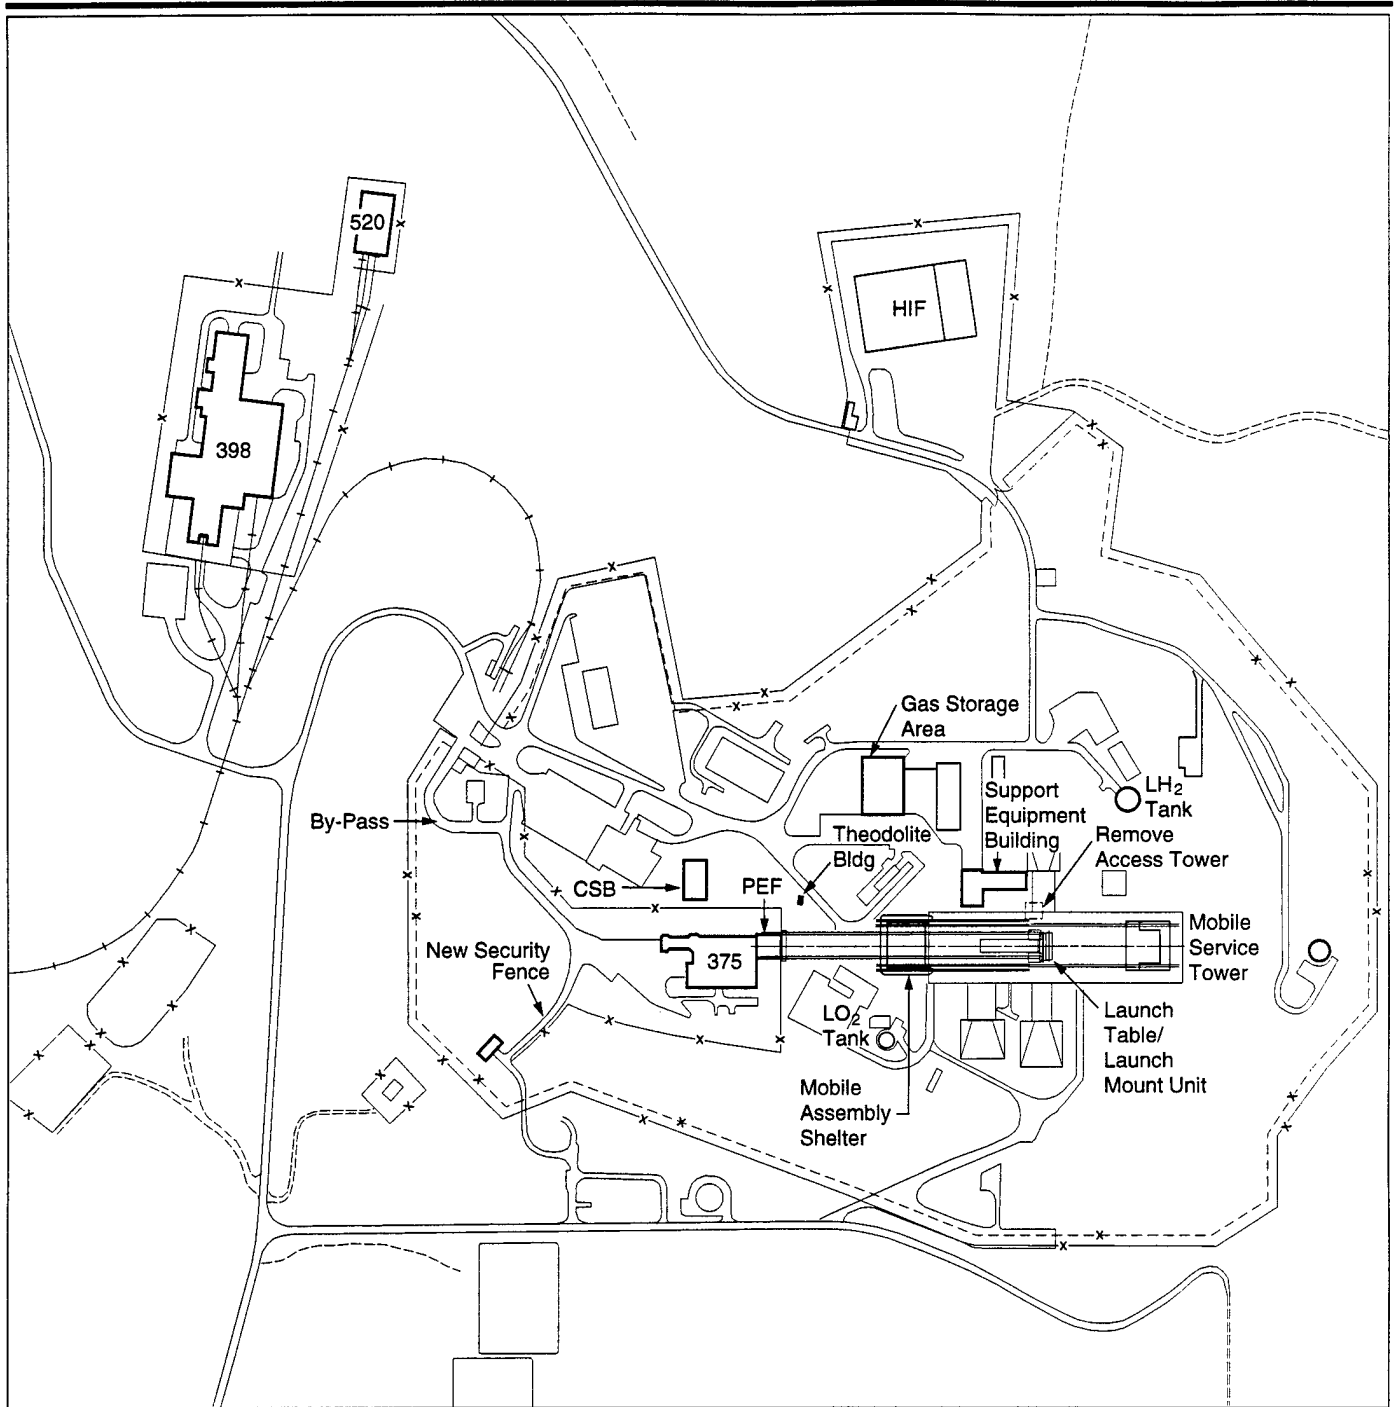 520
HIF
398
Gas Storage
Area
LH₂
Tank
Support
Equipment
Building
By-Pass
Theodolite
Bldg
Remove
Access Tower
CSB
PEF
New Security
Fence
375
Mobile
Service
Tower
LO₂
Tank
Launch
Table/
Launch
Mount Unit
Mobile
Assembly
Shelter